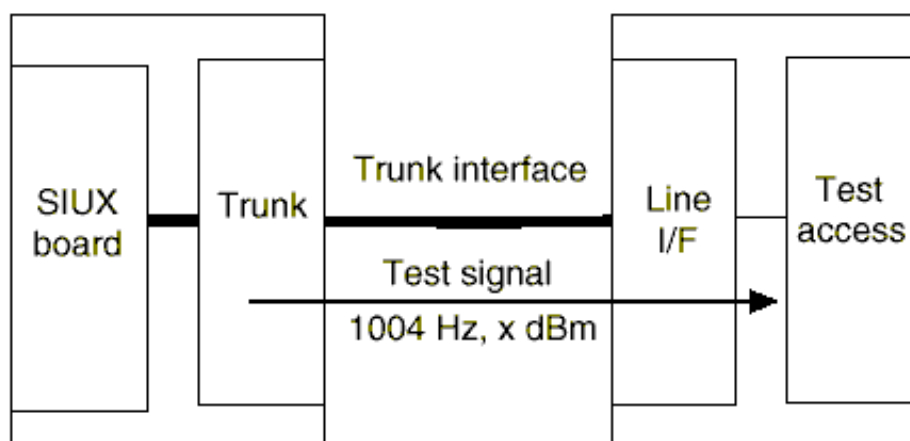 SIUX
board
Trunk
Trunk interface
Test signal
1004 Hz, x dBm
Line
I/F
Test
access